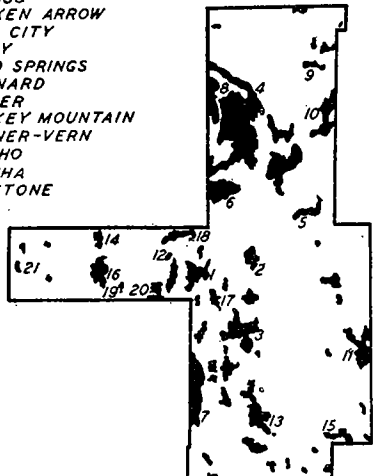 KEN ARROW
CITY
Y
SPRINGS
NARD
ER
KEY MOUNTAIN
NER-VERN
HO
HA
TONE
9
8
4
10
6
5
14
18
12
21
16
1
2
19
20
17
3
11
7
13
15